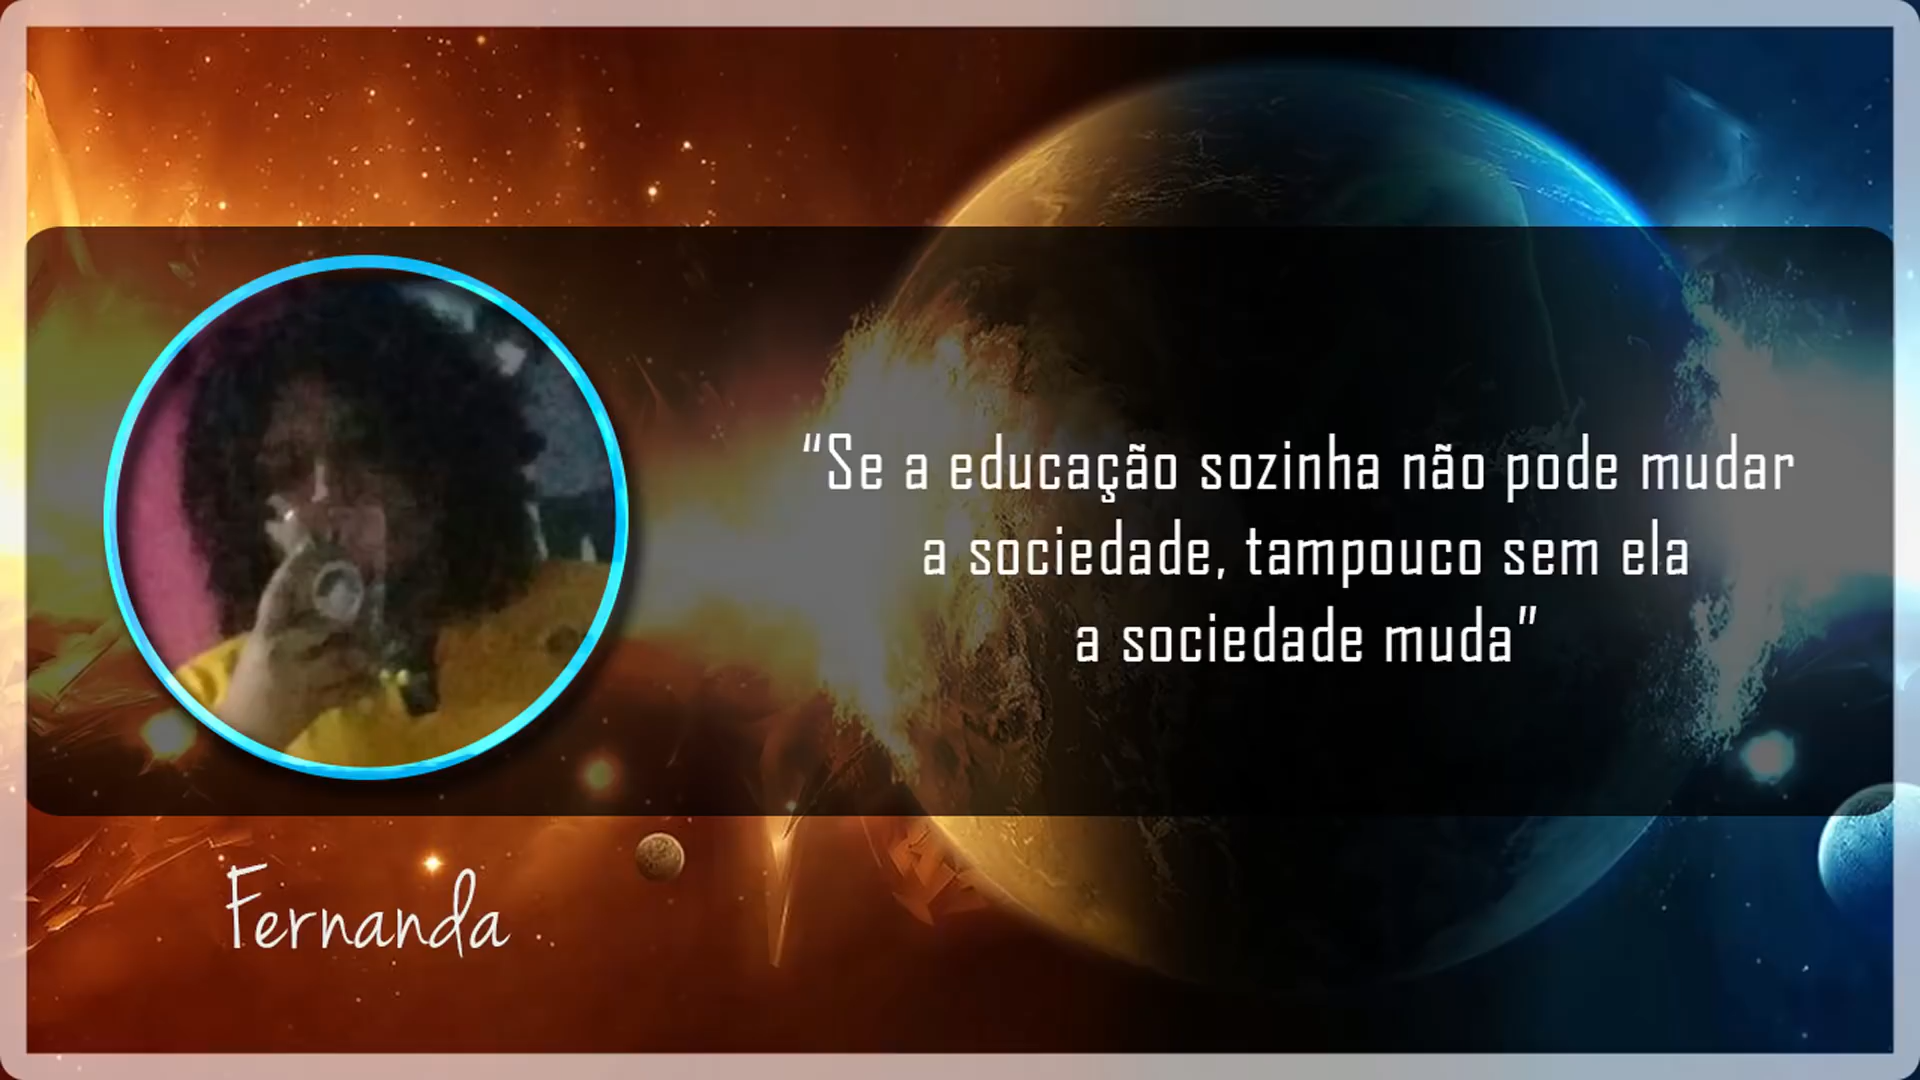 “Se a educação sozinha não pode mudar
a sociedade, tampouco sem ela
a sociedade muda”
Fernanda